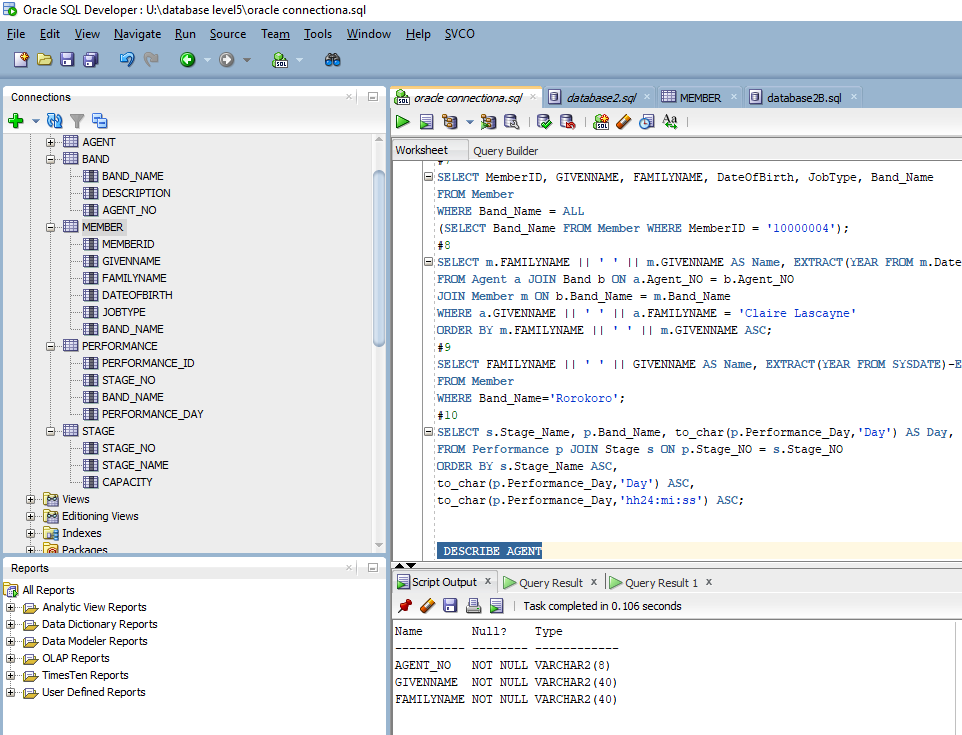 Oracle SQL Developer : U:\database level5\oracle connectiona.sql
File Edit View Navigate Run Source Team Tools Window Help SVCO
Connections
AGENT
BAND
BAND_NAME
DESCRIPTION
AGENT_NO
MEMBER
MEMBERID
GIVENNAME
FAMILYNAME
DATEOFBIRTH
JOBTYPE
BAND_NAME
PERFORMANCE
PERFORMANCE_ID
STAGE_NO
BAND_NAME
PERFORMANCE_DAY
STAGE
STAGE_NO
STAGE_NAME
CAPACITY
Views
Editioning Views
Indexes
Packages
Reports
All Reports
Analytic View Reports
Data Dictionary Reports
Data Modeler Reports
OLAP Reports
TimesTen Reports
User Defined Reports
oracle connectiona.sql database2.sql MEMBER database2B.sql
Worksheet Query Builder
#7
SELECT MemberID, GIVENNAME, FAMILYNAME, DateOfBirth, JobType, Band_Name
FROM Member
WHERE Band_Name = ALL
(SELECT Band_Name FROM Member WHERE MemberID = '10000004');
#8
SELECT m.FAMILYNAME || ' ' || m.GIVENNAME AS Name, EXTRACT(YEAR FROM m.Date
FROM Agent a JOIN Band b ON a.Agent_NO = b.Agent_NO
JOIN Member m ON b.Band_Name = m.Band_Name
WHERE a.GIVENNAME || ' ' || a.FAMILYNAME = 'Claire Lascayne'
ORDER BY m.FAMILYNAME || ' ' || m.GIVENNAME ASC;
#9
SELECT FAMILYNAME || ' ' || GIVENNAME AS Name, EXTRACT(YEAR FROM SYSDATE)-E
FROM Member
WHERE Band_Name='Rorokoro';
#10
SELECT s.Stage_Name, p.Band_Name, to_char(p.Performance_Day,'Day') AS Day,
FROM Performance p JOIN Stage s ON p.Stage_NO = s.Stage_NO
ORDER BY s.Stage_Name ASC,
to_char(p.Performance_Day,'Day') ASC,
to_char(p.Performance_Day,'hh24:mi:ss') ASC;
DESCRIBE AGENT
Script Output Query Result Query Result 1
Task completed in 0.106 seconds
Name Null? Type
---------- -------- ------------
AGENT_NO NOT NULL VARCHAR2(8)
GIVENNAME NOT NULL VARCHAR2(40)
FAMILYNAME NOT NULL VARCHAR2(40)